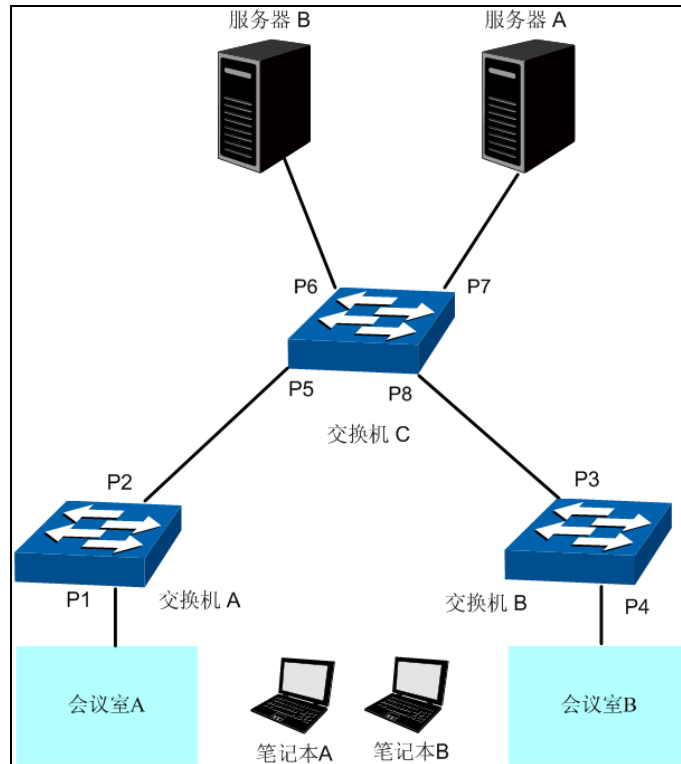 服务器 B
服务器 A
P6
P7
P5
P8
交换机 C
P2
P3
P1
交换机 A
交换机 B
P4
会议室A
笔记本A
笔记本B
会议室B